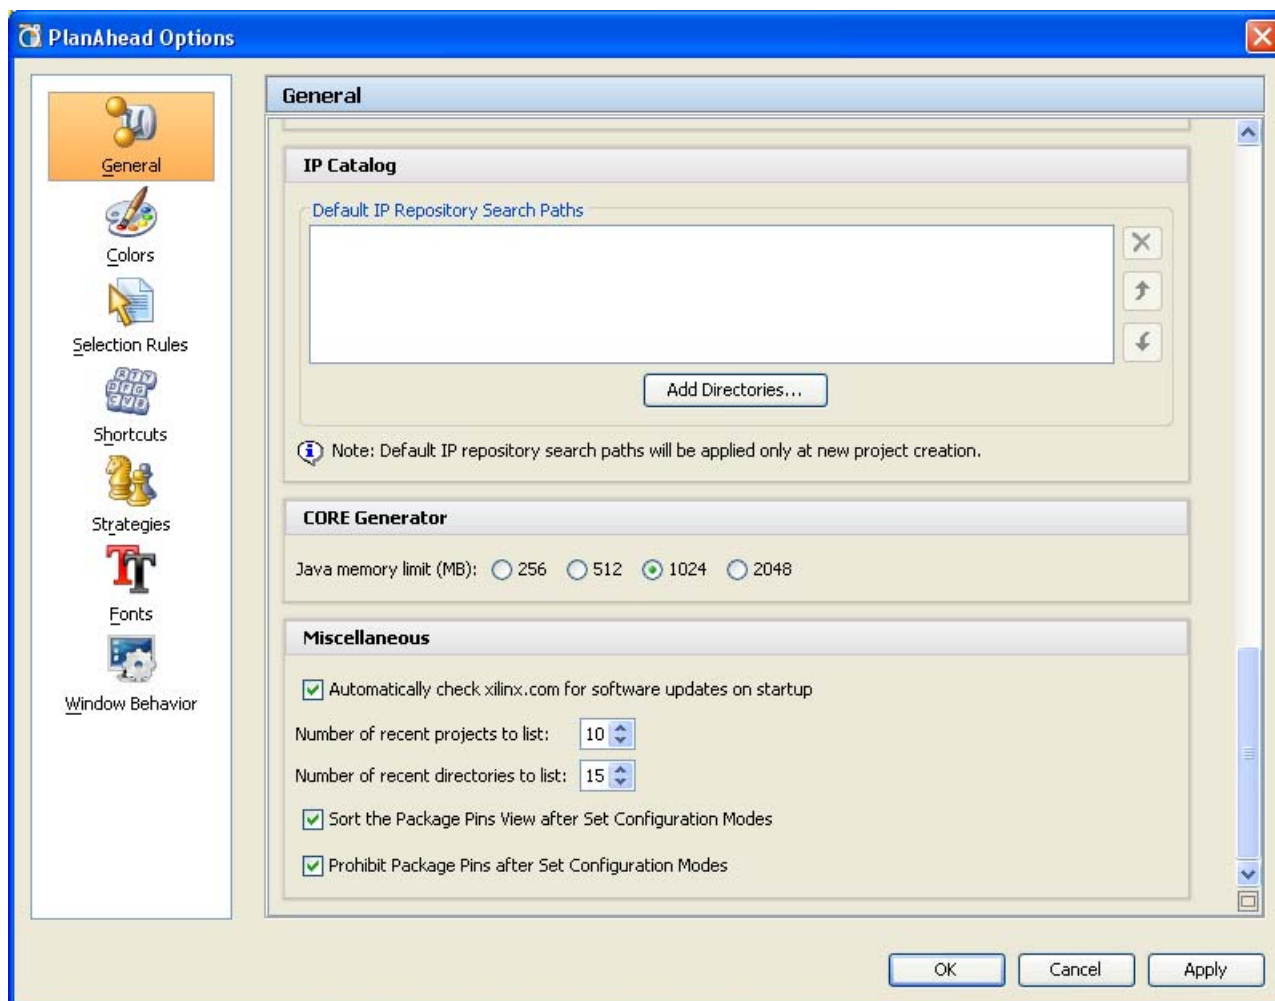 PlanAhead Options
General
Colors
Selection Rules
Shortcuts
Strategies
Fonts
Window Behavior
General
IP Catalog
Default IP Repository Search Paths
Add Directories...
Note: Default IP repository search paths will be applied only at new project creation.
CORE Generator
Java memory limit (MB): 256 512 1024 2048
Miscellaneous
Automatically check xilinx.com for software updates on startup
Number of recent projects to list: 10
Number of recent directories to list: 15
Sort the Package Pins View after Set Configuration Modes
Prohibit Package Pins after Set Configuration Modes
OK Cancel Apply